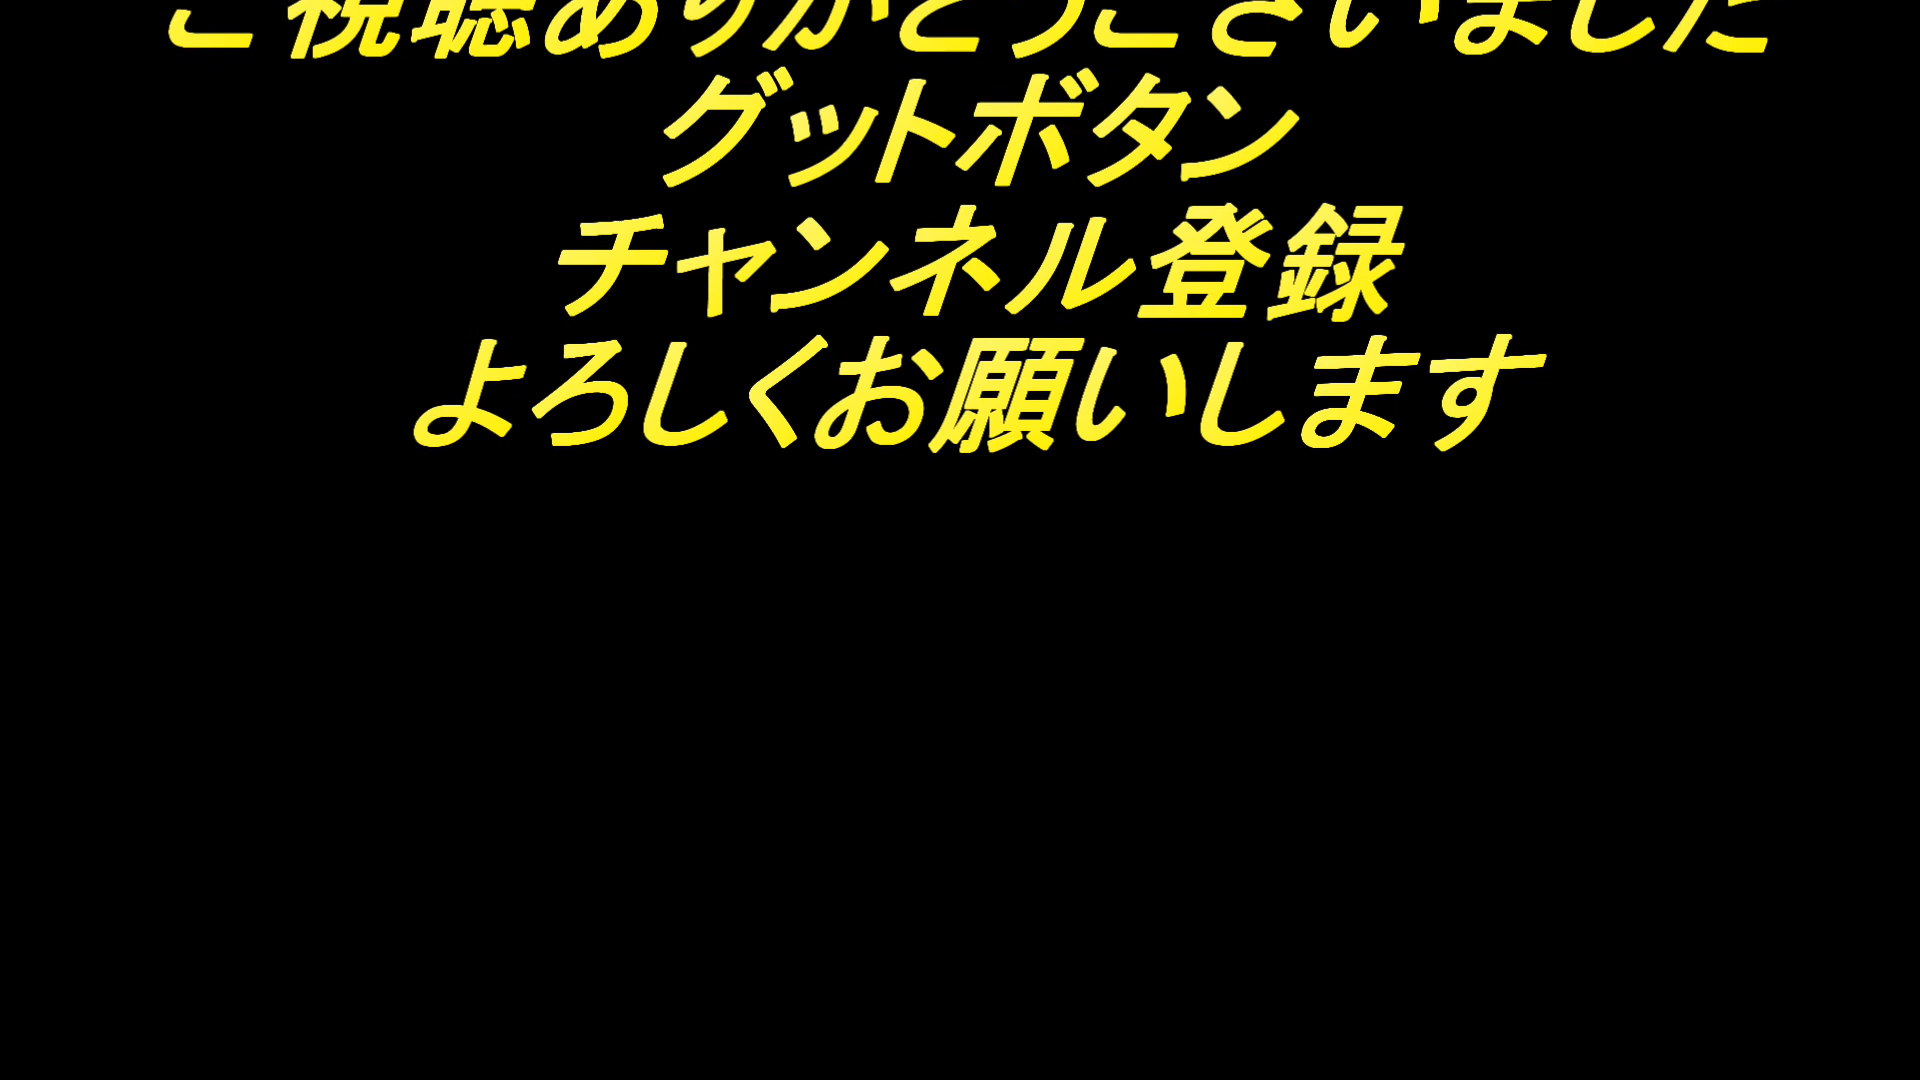 ご視聴ありがとうございました
グットボタン
チャンネル登録
よろしくお願いします